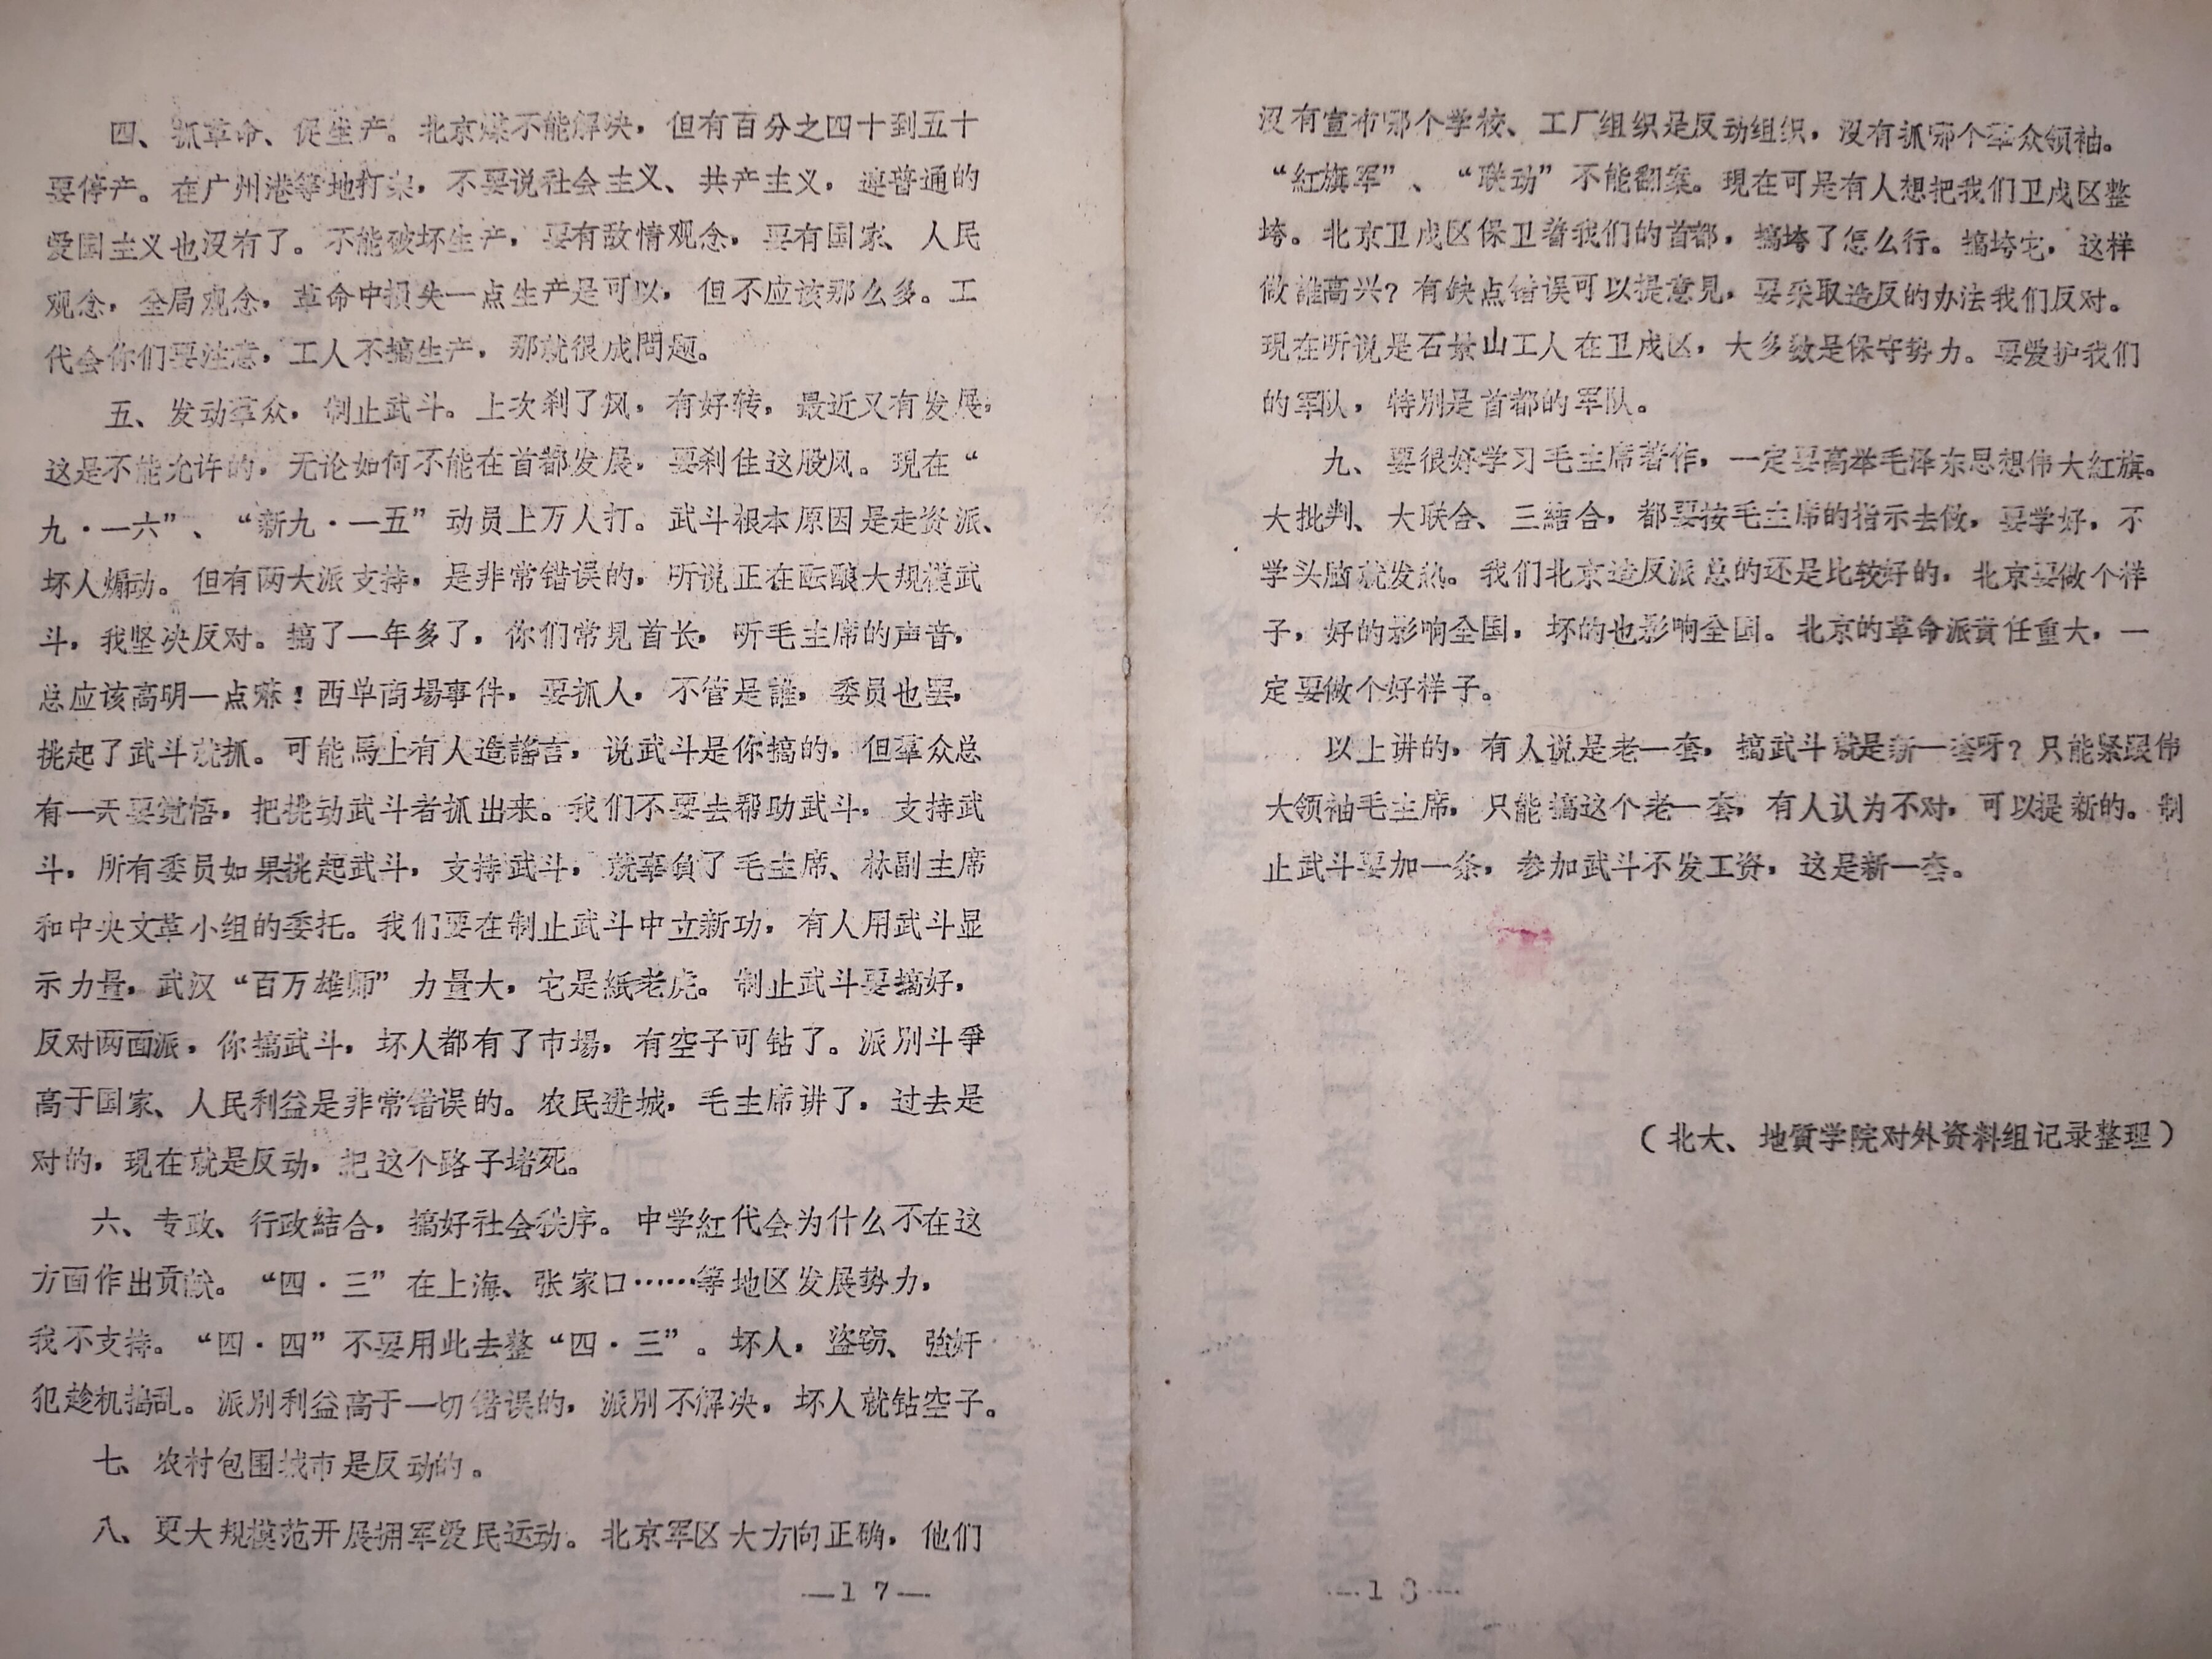 四、抓革命、促生产。北京煤不能解决，但有百分之四十到五十
要停产。在广州港等地打架，不要说社会主义、共产主义，连普通的
爱国主义也没有了。不能破坏生产，要有敌情观念，要有国家、人民
观念，全局观念，革命中损失一点生产是可以，但不应该那么多。工
代会你们要注意，工人不搞生产，那就很成問题。
五、发动羣众，制止武斗。上次刹了风，有好转，最近又有发展，
这是不能允许的，无论如何不能在首都发展，要刹住这股风。现在“
九·一六”、“新九·一五”动员上万人打。武斗根本原因是走资派、
坏人煽动。但有两大派支持，是非常错误的，听说正在酝酿大规模武
斗，我坚决反对。搞了一年多了，你们常见首长，听毛主席的声音，
总应该高明一点嘛！西单商場事件，要抓人，不管是誰，委员也罢，
挑起了武斗就抓。可能馬上有人造謠言，说武斗是你搞的，但羣众总
有一天要觉悟，把挑动武斗者抓出来。我们不要去帮助武斗，支持武
斗，所有委员如果挑起武斗，支持武斗，就辜負了毛主席、林副主席
和中央文革小组的委托。我们要在制止武斗中立新功，有人用武斗显
示力量，武汉“百万雄师”力量大，它是紙老虎。制止武斗要搞好，
反对两面派，你搞武斗，坏人都有了市場，有空子可钻了。派别斗爭
高于国家、人民利益是非常错误的。农民进城，毛主席讲了，过去是
对的，现在就是反动，把这个路子堵死。
六、专政、行政結合，搞好社会秩序。中学紅代会为什么不在这
方面作出贡献。“四·三”在上海、张家口……等地区发展势力，
我不支持。“四·四”不要用此去整“四·三”。坏人，盗窃、強奸
犯趁机搗乱。派别利益高于一切错误的，派别不解决，坏人就钻空子。
七、农村包围城市是反动的。
八、更大规模范开展拥军爱民运动。北京军区大方向正确，他们
—17—
没有宣布哪个学校、工厂组织是反动组织，没有抓哪个羣众领袖。
“紅旗军”、“联动”不能翻案。现在可是有人想把我们卫戍区整
垮。北京卫戍区保卫着我们的首都，搞垮了怎么行。搞垮它，这样
做誰高兴？有缺点错误可以提意见，要采取造反的办法我们反对。
现在听说是石景山工人在卫戍区，大多数是保守势力。要爱护我们
的军队，特别是首都的军队。
九、要很好学习毛主席著作，一定要高举毛泽东思想伟大紅旗。
大批判、大联合、三結合，都要按毛主席的指示去做，要学好，不
学头脑就发热。我们北京造反派总的还是比较好的，北京要做个样
子，好的影响全国，坏的也影响全国。北京的革命派責任重大，一
定要做个好样子。
以上讲的，有人说是老一套，搞武斗就是新一套呀？只能紧跟伟
大领袖毛主席，只能搞这个老一套，有人认为不对，可以提新的。制
止武斗要加一条，参加武斗不发工资，这是新一套。
（北大、地質学院对外资料组记录整理）
—18—